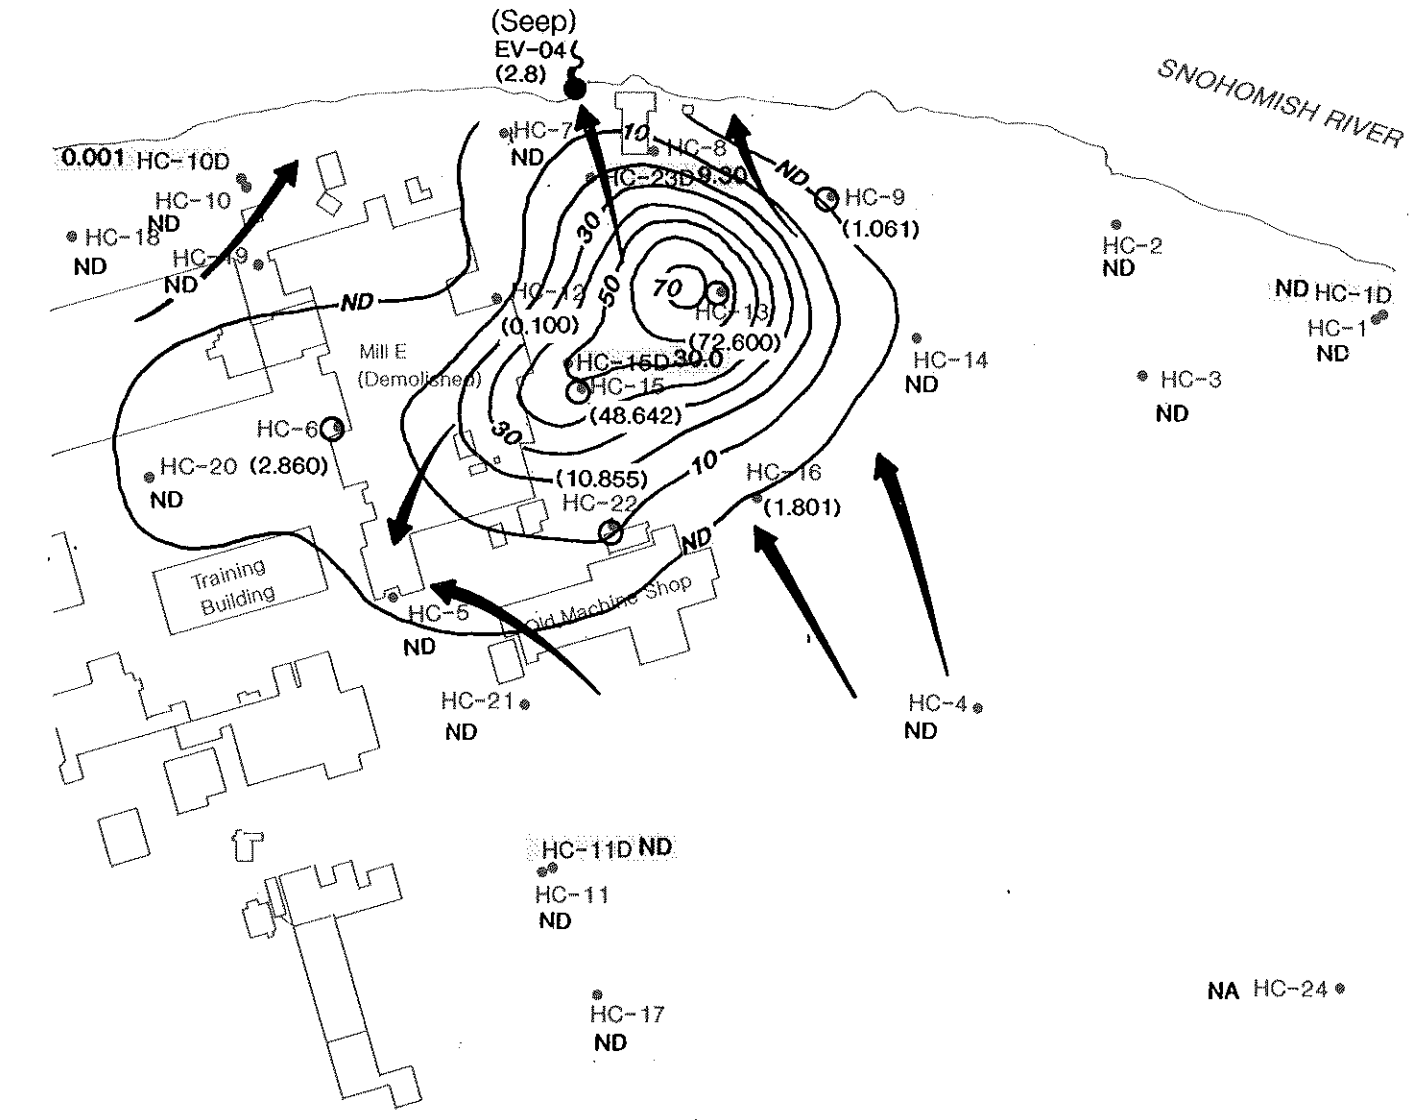 (Seep)
EV-04
(2.8)
SNOHOMISH RIVER
HC-7
ND
10
HC-8
0.001 HC-10D
HC-10
ND
HC-23D 9.30
ND
HC-9
(1.061)
HC-18
ND
HC-19
ND
30
HC-2
ND
ND HC-1D
HC-1
ND
ND
HC-12
(0.100)
50
70
HC-13
(72.600)
Mill E
(Demolished)
HC-15D 30.0
HC-15
(48.642)
HC-14
ND
HC-3
ND
HC-6
(2.860)
30
HC-20
ND
10
(10.855)
HC-22
HC-16
(1.801)
ND
Training
Building
HC-5
ND
Old Machine Shop
HC-21
ND
HC-4
ND
HC-11D ND
HC-11
ND
HC-17
ND
NA HC-24